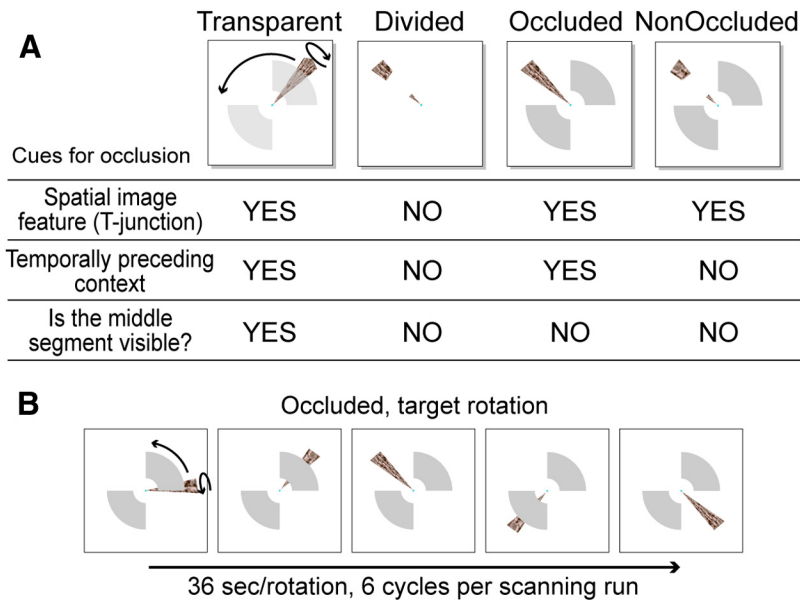 A
Transparent Divided Occluded NonOccluded
Cues for occlusion
Spatial image
feature (T-junction)
YES NO YES YES
Temporally preceding
context
YES NO YES NO
Is the middle
segment visible?
YES NO NO NO
B
Occluded, target rotation
36 sec/rotation, 6 cycles per scanning run